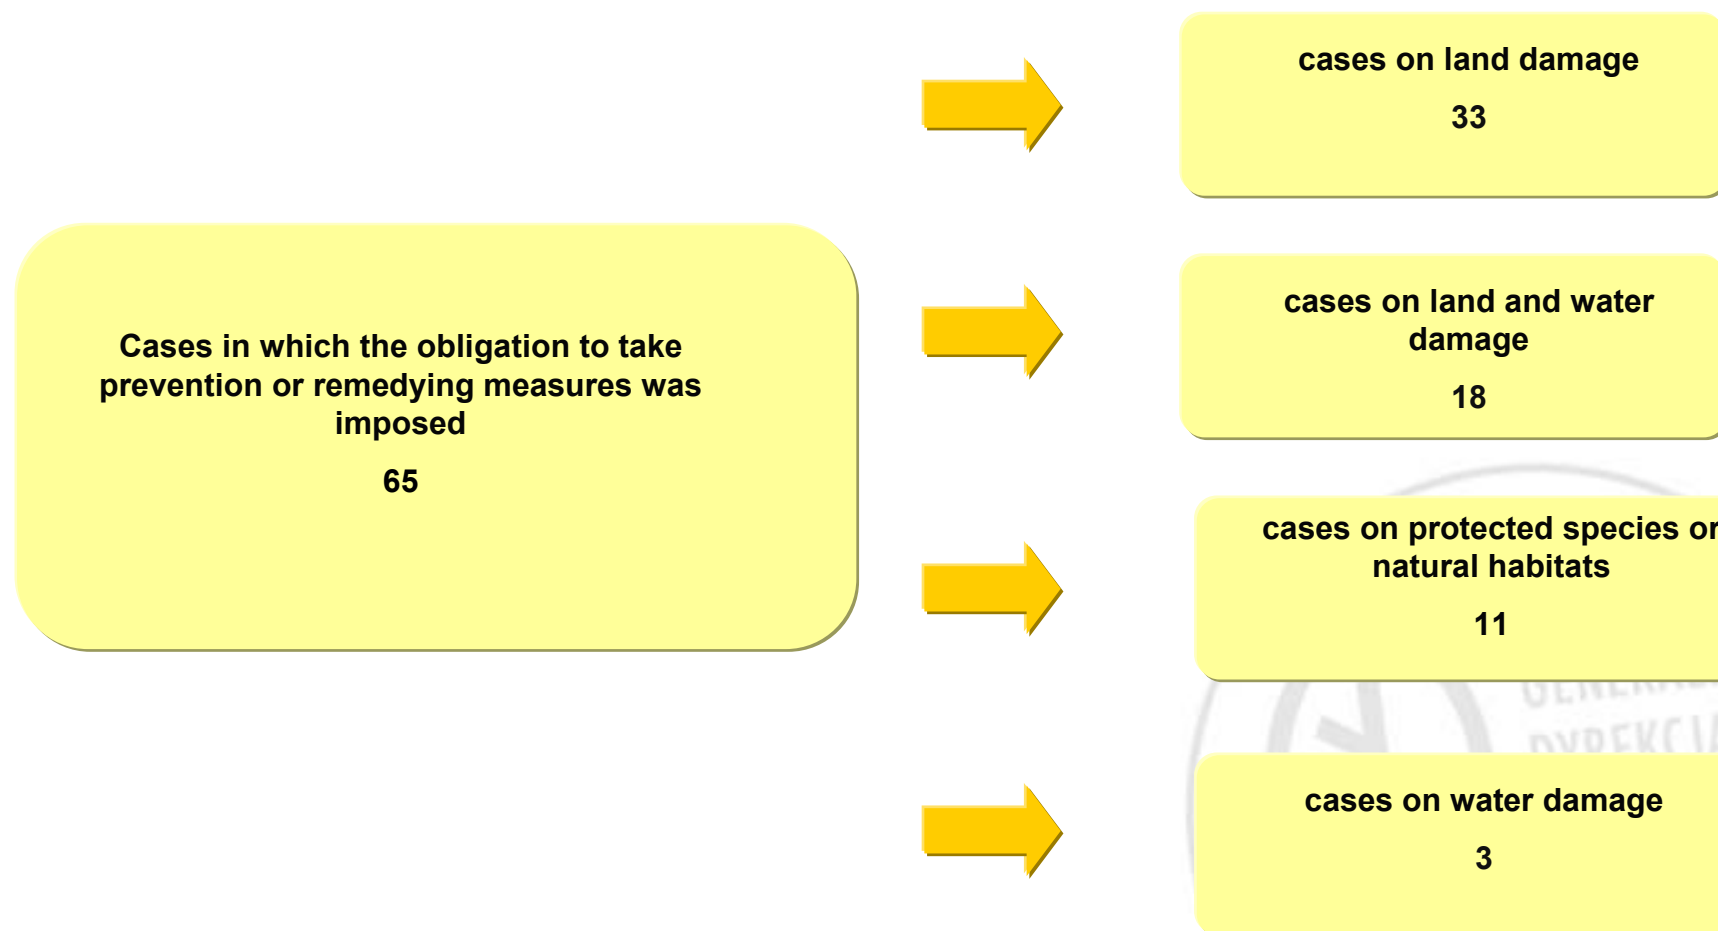 cases on land damage
33
Cases in which the obligation to take
prevention or remedying measures was
imposed
65
cases on land and water
damage
18
cases on protected species or
natural habitats
11
DYREKCJA
cases on water damage
3